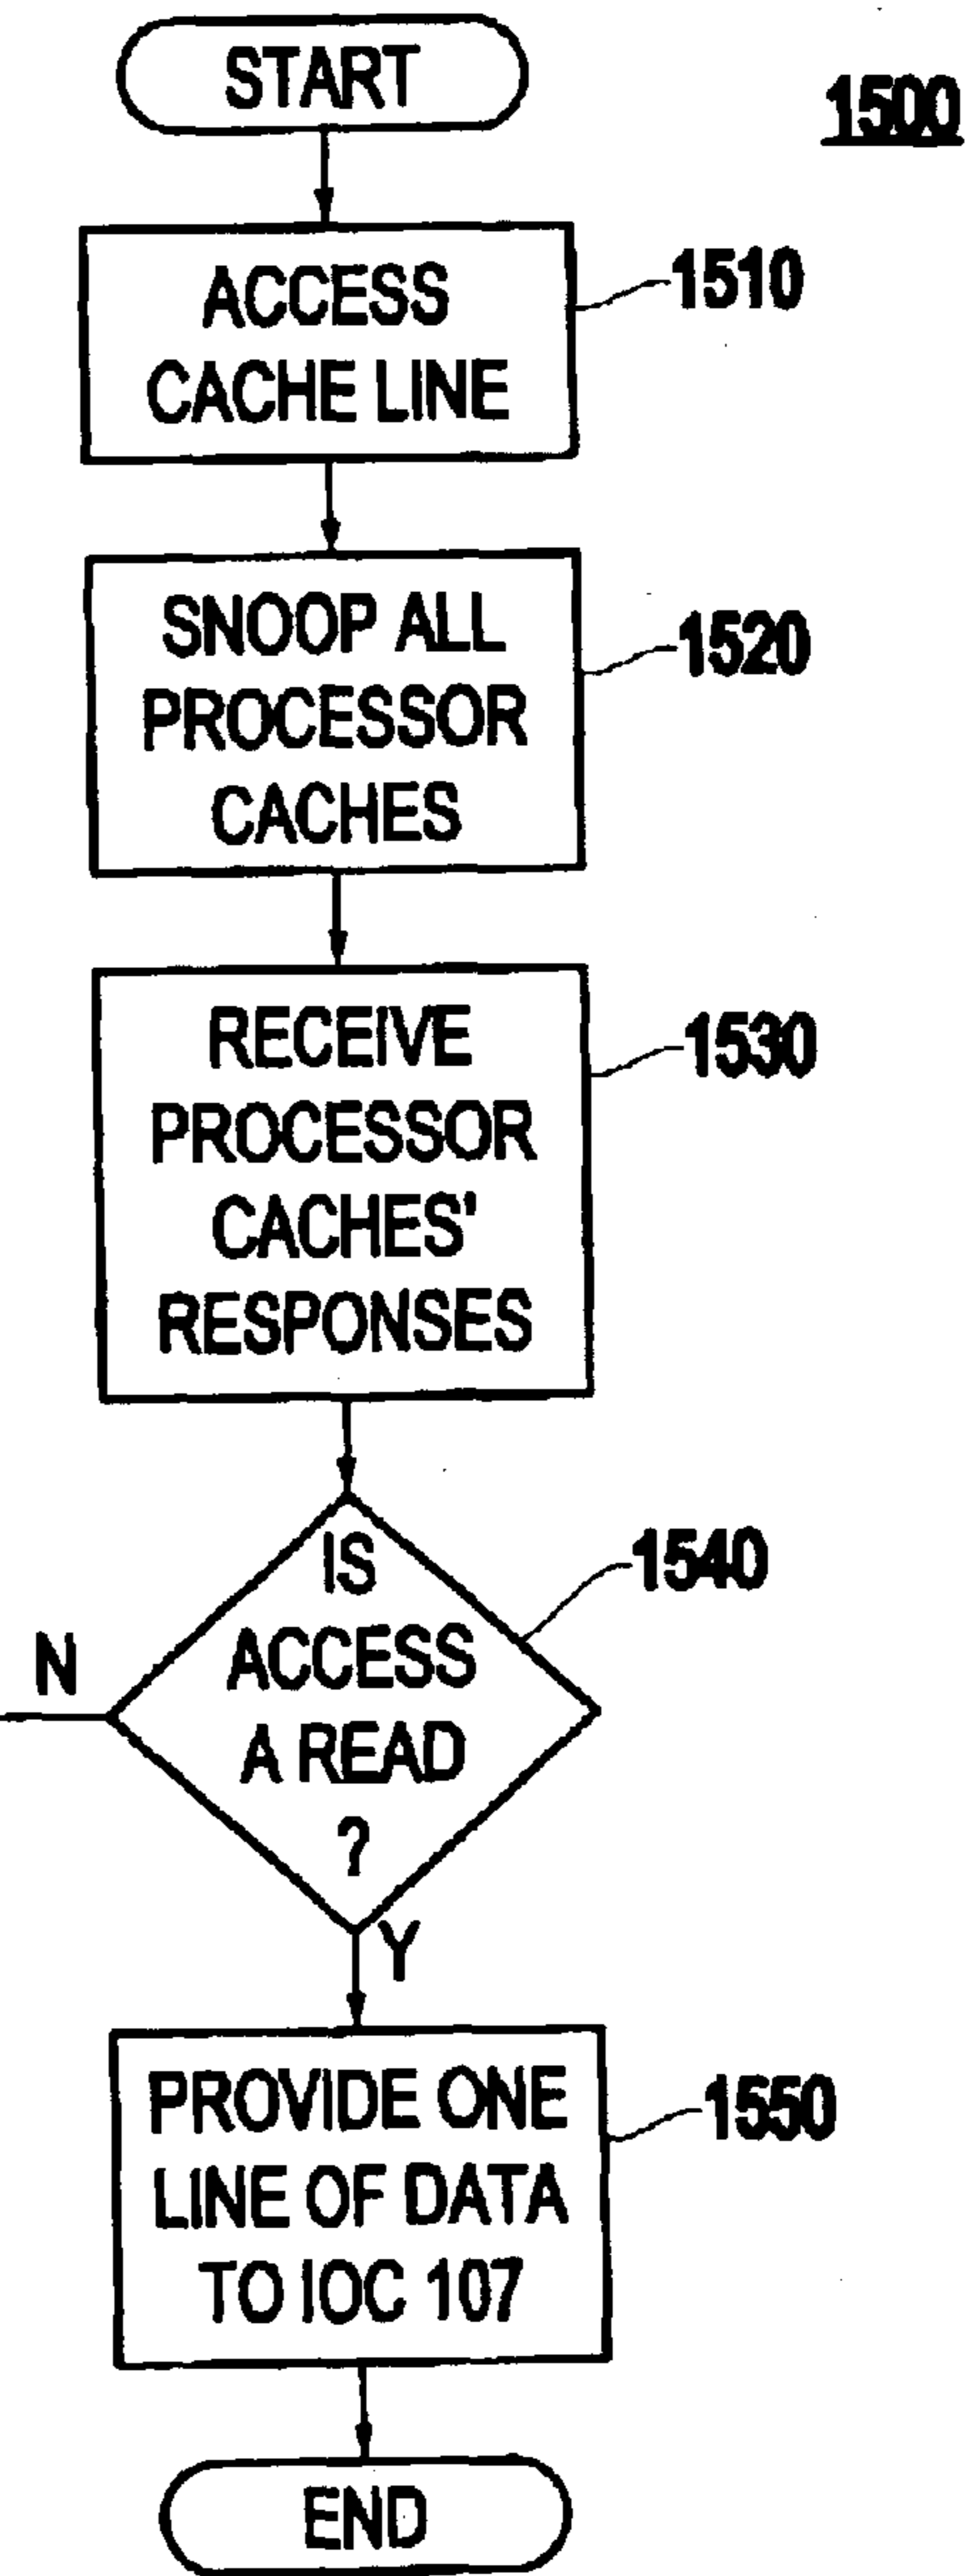 START
1500
ACCESS
CACHE LINE
1510
SNOOP ALL
PROCESSOR
CACHES
1520
RECEIVE
PROCESSOR
CACHES'
RESPONSES
1530
IS
ACCESS
A READ
?
1540
N
Y
PROVIDE ONE
LINE OF DATA
TO IOC 107
1550
END